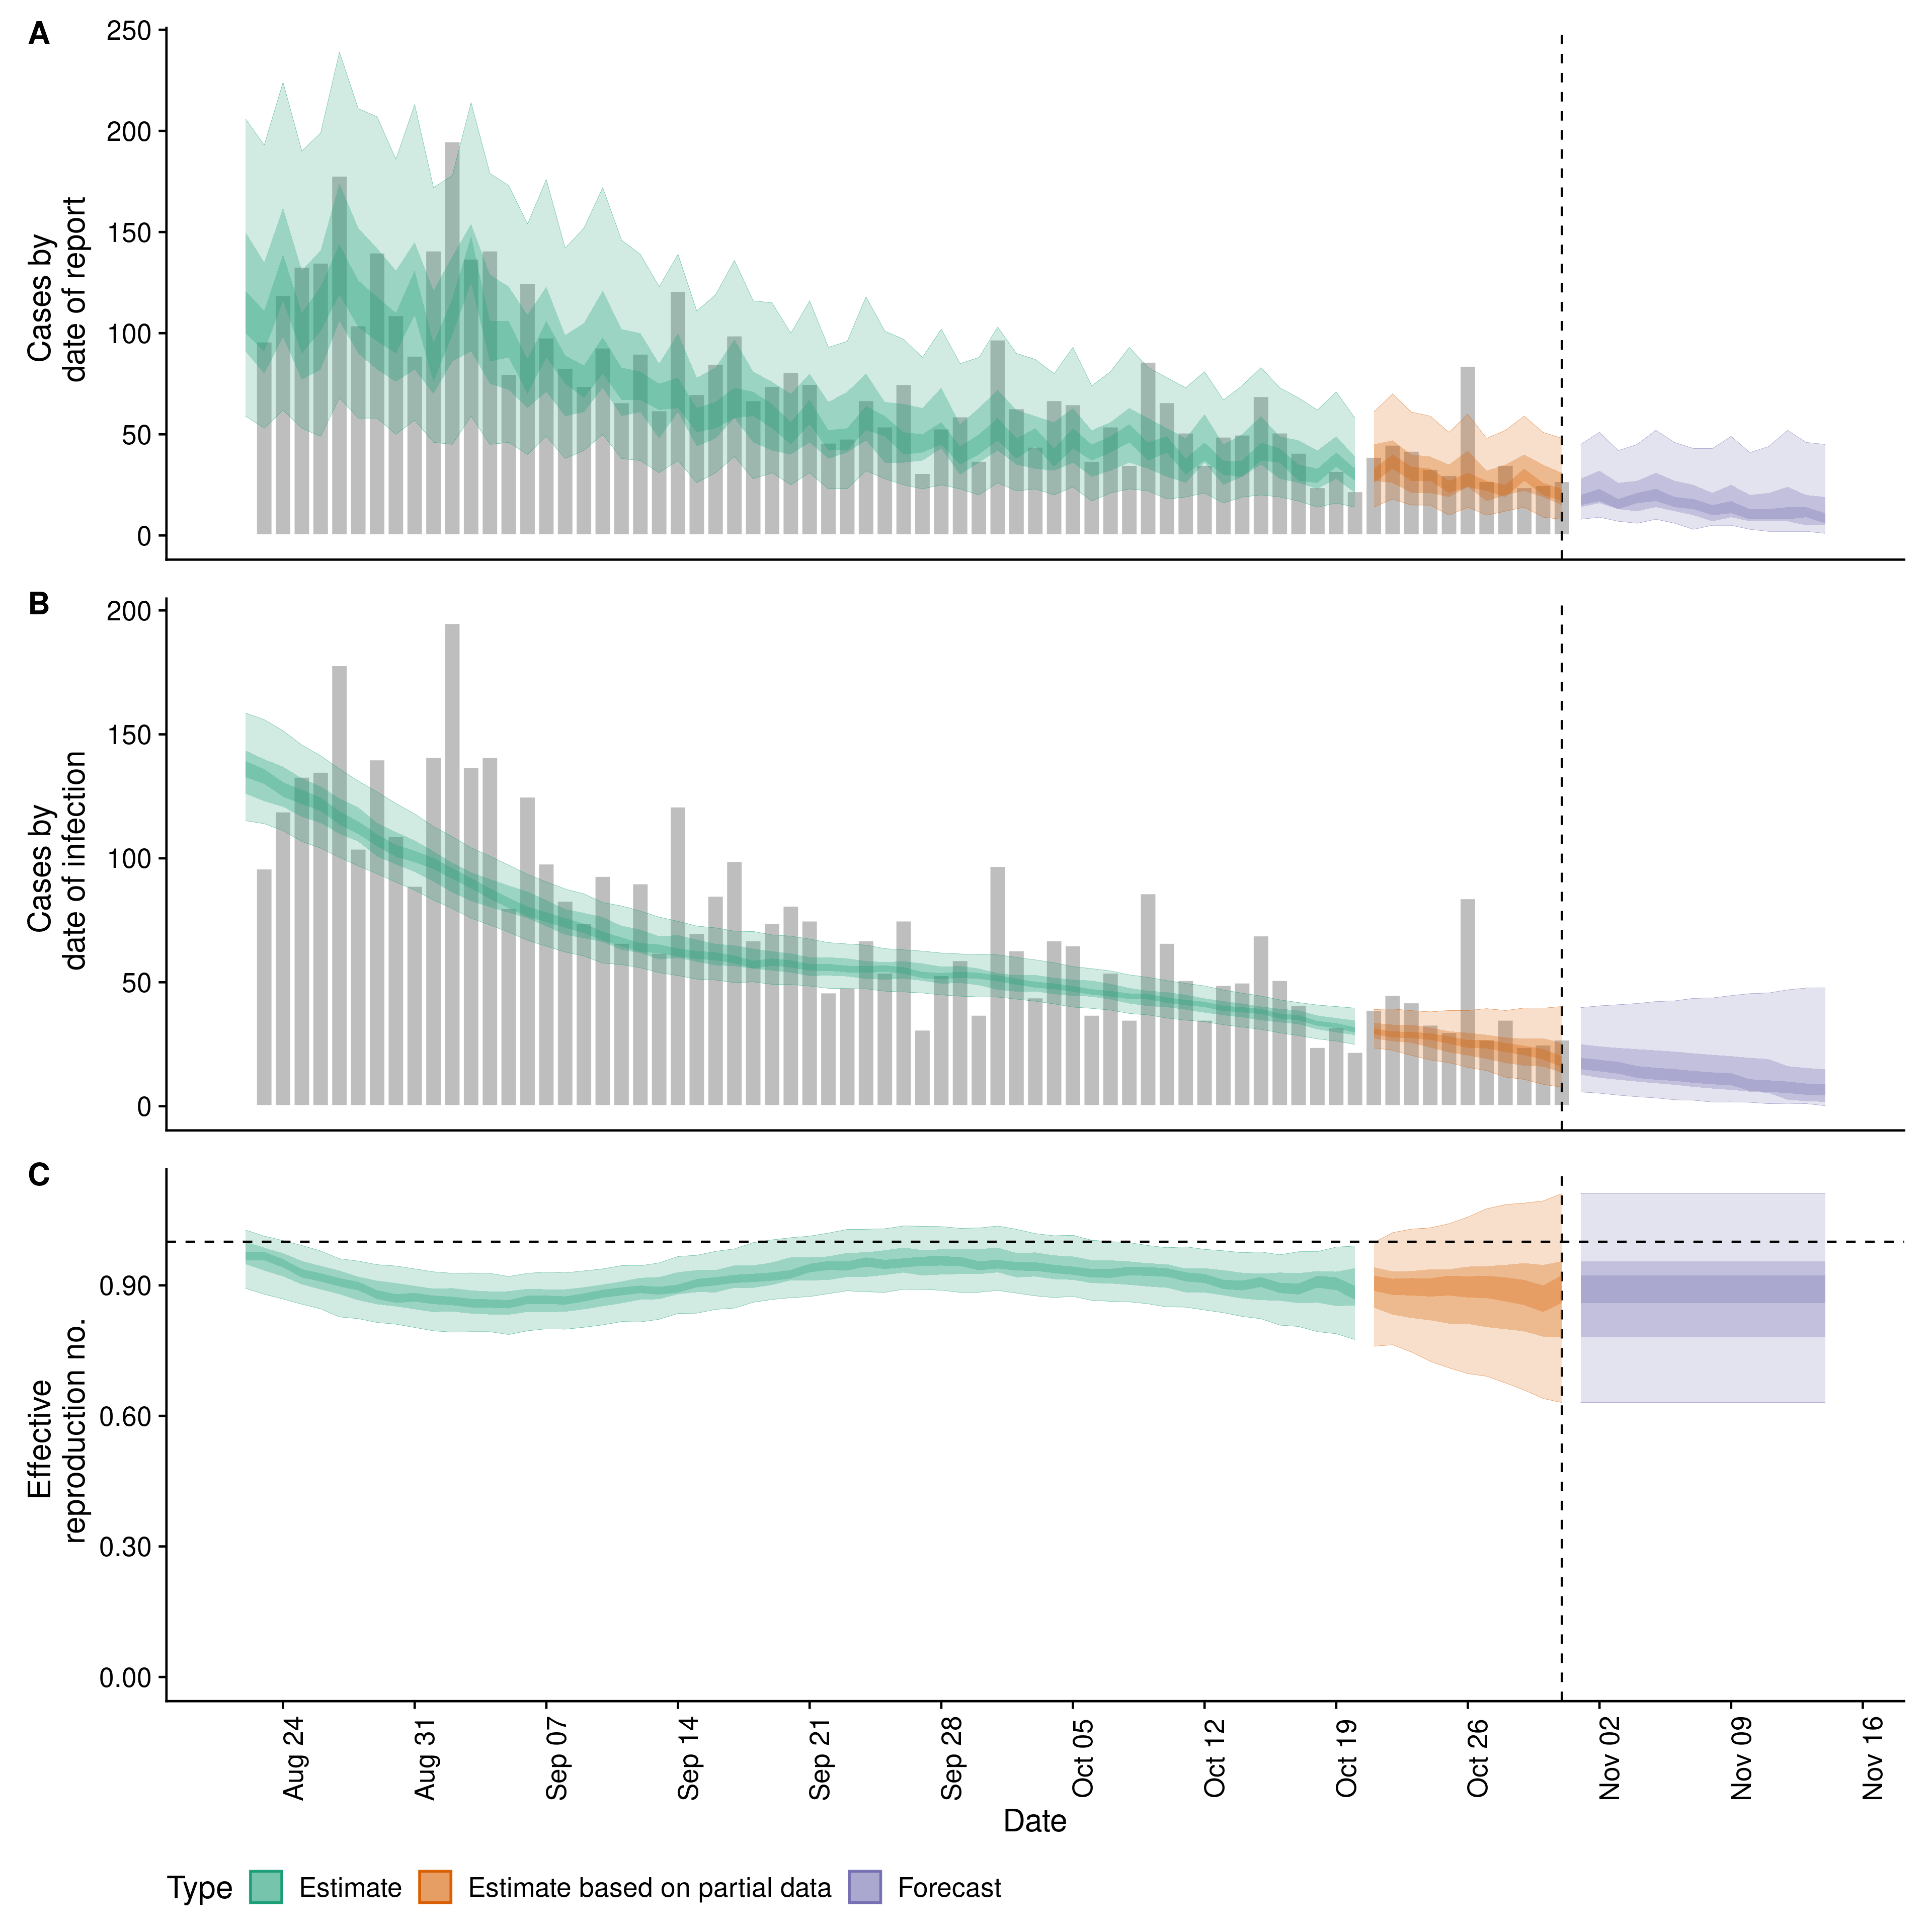 A
250
200
150
100
50
0
Cases by
date of report
B
200
150
100
50
0
Cases by
date of infection
C
0.90
0.60
0.30
0.00
Effective
reproduction no.
Aug 24
Aug 31
Sep 07
Sep 14
Sep 21
Sep 28
Oct 05
Oct 12
Oct 19
Oct 26
Nov 02
Nov 09
Nov 16
Date
Type Estimate Estimate based on partial data Forecast